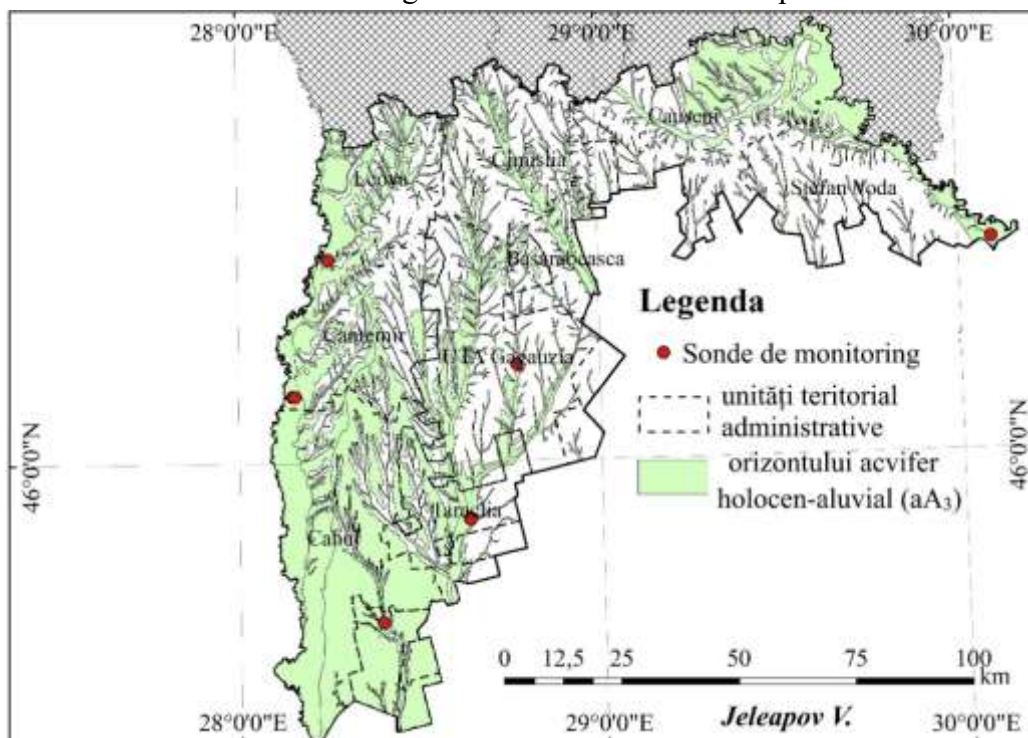 28°0'0"E 29°0'0"E 30°0'0"E
Causeni
Cimislia
Leova
Stefan Voda
Basarabeasca
Cantemir
UTA Gagauzia
Taraclia
Cahul
46°0'0"N
46°0'0"N
Legenda
Sonde de monitoring
unități teritorial
administrative
orizontului acvifer
holocen-aluvial (aA₃)
0 12,5 25 50 75 100
km
Jeleapov V.
28°0'0"E 29°0'0"E 30°0'0"E